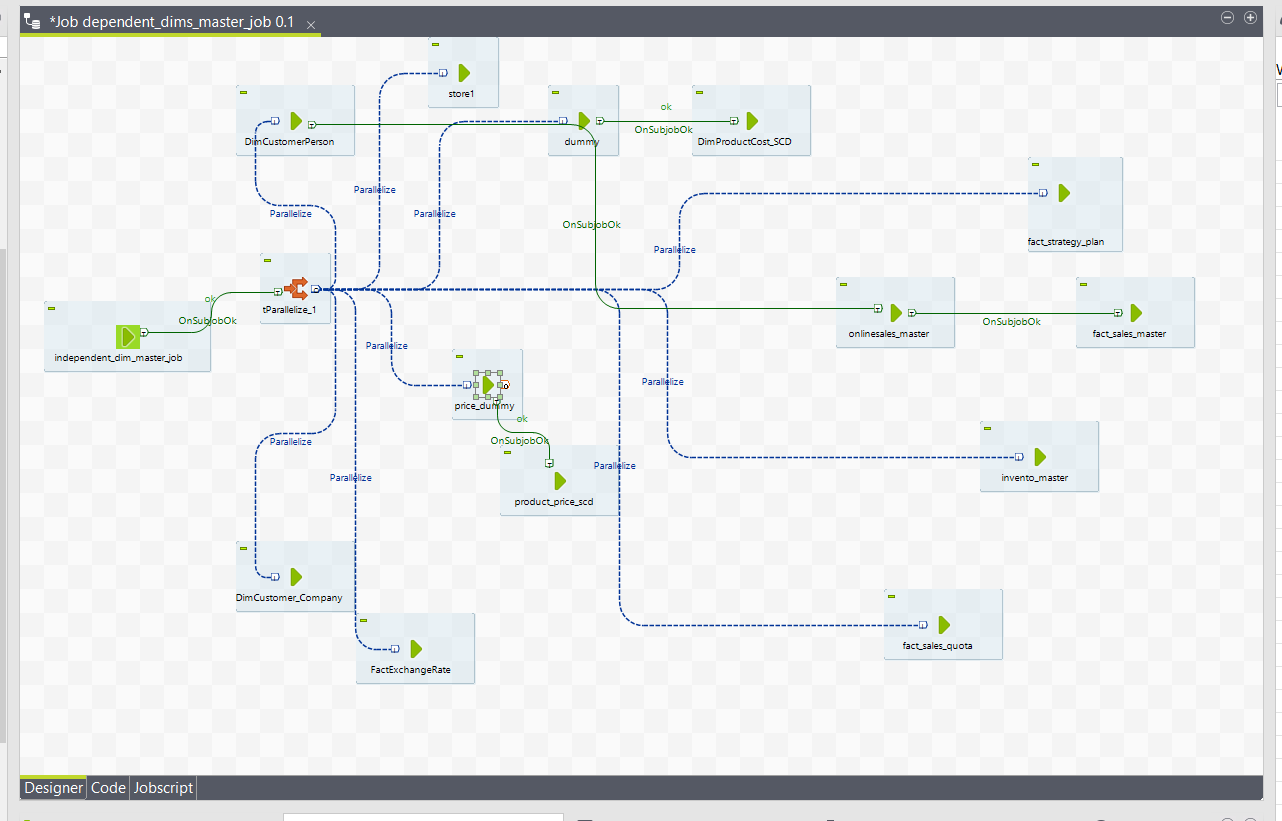 *Job dependent_dims_master_job 0.1
store1
DimCustomerPerson
dummy
ok
OnSubjobOk
DimProductCost_SCD
Parallelize
Parallelize
Parallelize
OnSubjobOk
Parallelize
fact_strategy_plan
tParallelize_1
ok
OnSubjobOk
independent_dim_master_job
onlinesales_master
OnSubjobOk
fact_sales_master
Parallelize
Parallelize
price_dummy
ok
OnSubjobOk
Parallelize
Parallelize
Parallelize
product_price_scd
invento_master
DimCustomer_Company
FactExchangeRate
fact_sales_quota
Designer
Code
Jobscript